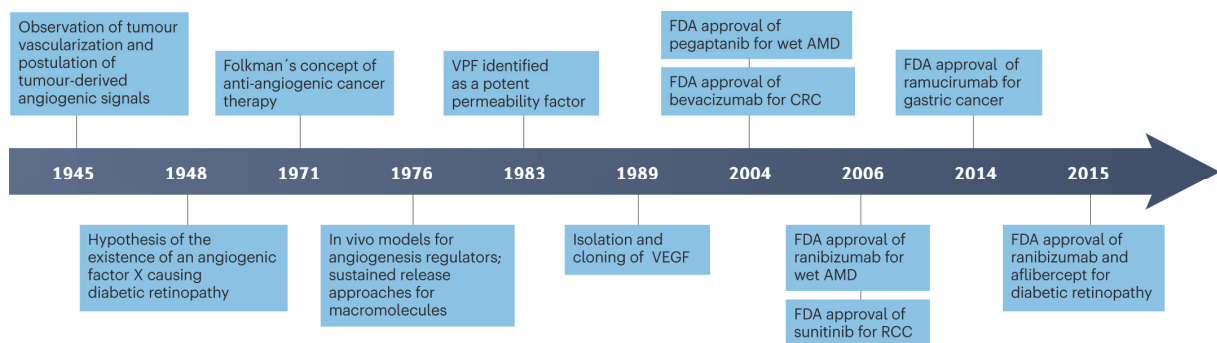 Observation of tumour
vascularization and
postulation of
tumour-derived
angiogenic signals
Folkman´s concept of
anti-angiogenic cancer
therapy
VPF identified
as a potent
permeability factor
FDA approval of
pegaptanib for wet AMD
FDA approval of
bevacizumab for CRC
FDA approval of
ramucirumab for
gastric cancer
1945 1948 1971 1976 1983 1989 2004 2006 2014 2015
Hypothesis of the
existence of an angiogenic
factor X causing
diabetic retinopathy
In vivo models for
angiogenesis regulators;
sustained release
approaches for
macromolecules
Isolation and
cloning of VEGF
FDA approval of
ranibizumab for
wet AMD
FDA approval of
sunitinib for RCC
FDA approval of
ranibizumab and
aflibercept for
diabetic retinopathy